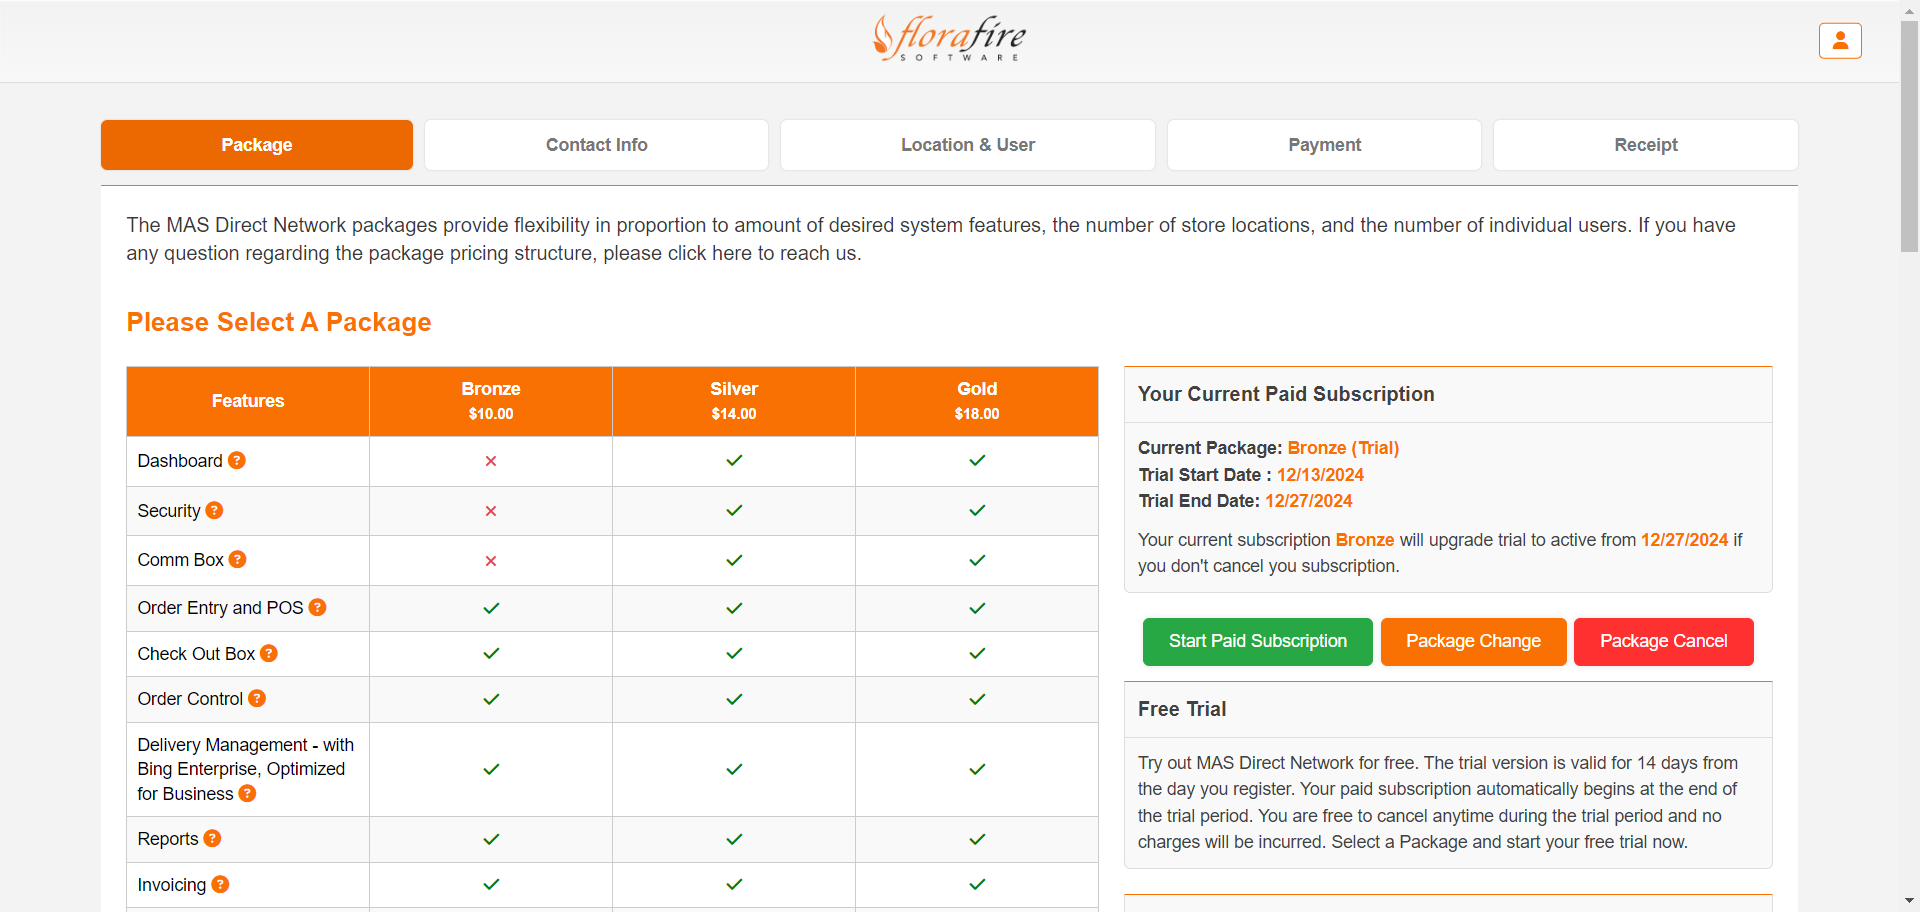 florafire
SOFTWARE
Package
Contact Info
Location & User
Payment
Receipt
The MAS Direct Network packages provide flexibility in proportion to amount of desired system features, the number of store locations, and the number of individual users. If you have
any question regarding the package pricing structure, please click here to reach us.
Please Select A Package
Features
Bronze
$10.00
Silver
$14.00
Gold
$18.00
Dashboard ?
Security ?
Comm Box ?
Order Entry and POS ?
Check Out Box ?
Order Control ?
Delivery Management - with
Bing Enterprise, Optimized
for Business ?
Reports ?
Invoicing ?
Your Current Paid Subscription
Current Package: Bronze (Trial)
Trial Start Date : 12/13/2024
Trial End Date: 12/27/2024
Your current subscription Bronze will upgrade trial to active from 12/27/2024 if
you don't cancel you subscription.
Start Paid Subscription
Package Change
Package Cancel
Free Trial
Try out MAS Direct Network for free. The trial version is valid for 14 days from
the day you register. Your paid subscription automatically begins at the end of
the trial period. You are free to cancel anytime during the trial period and no
charges will be incurred. Select a Package and start your free trial now.